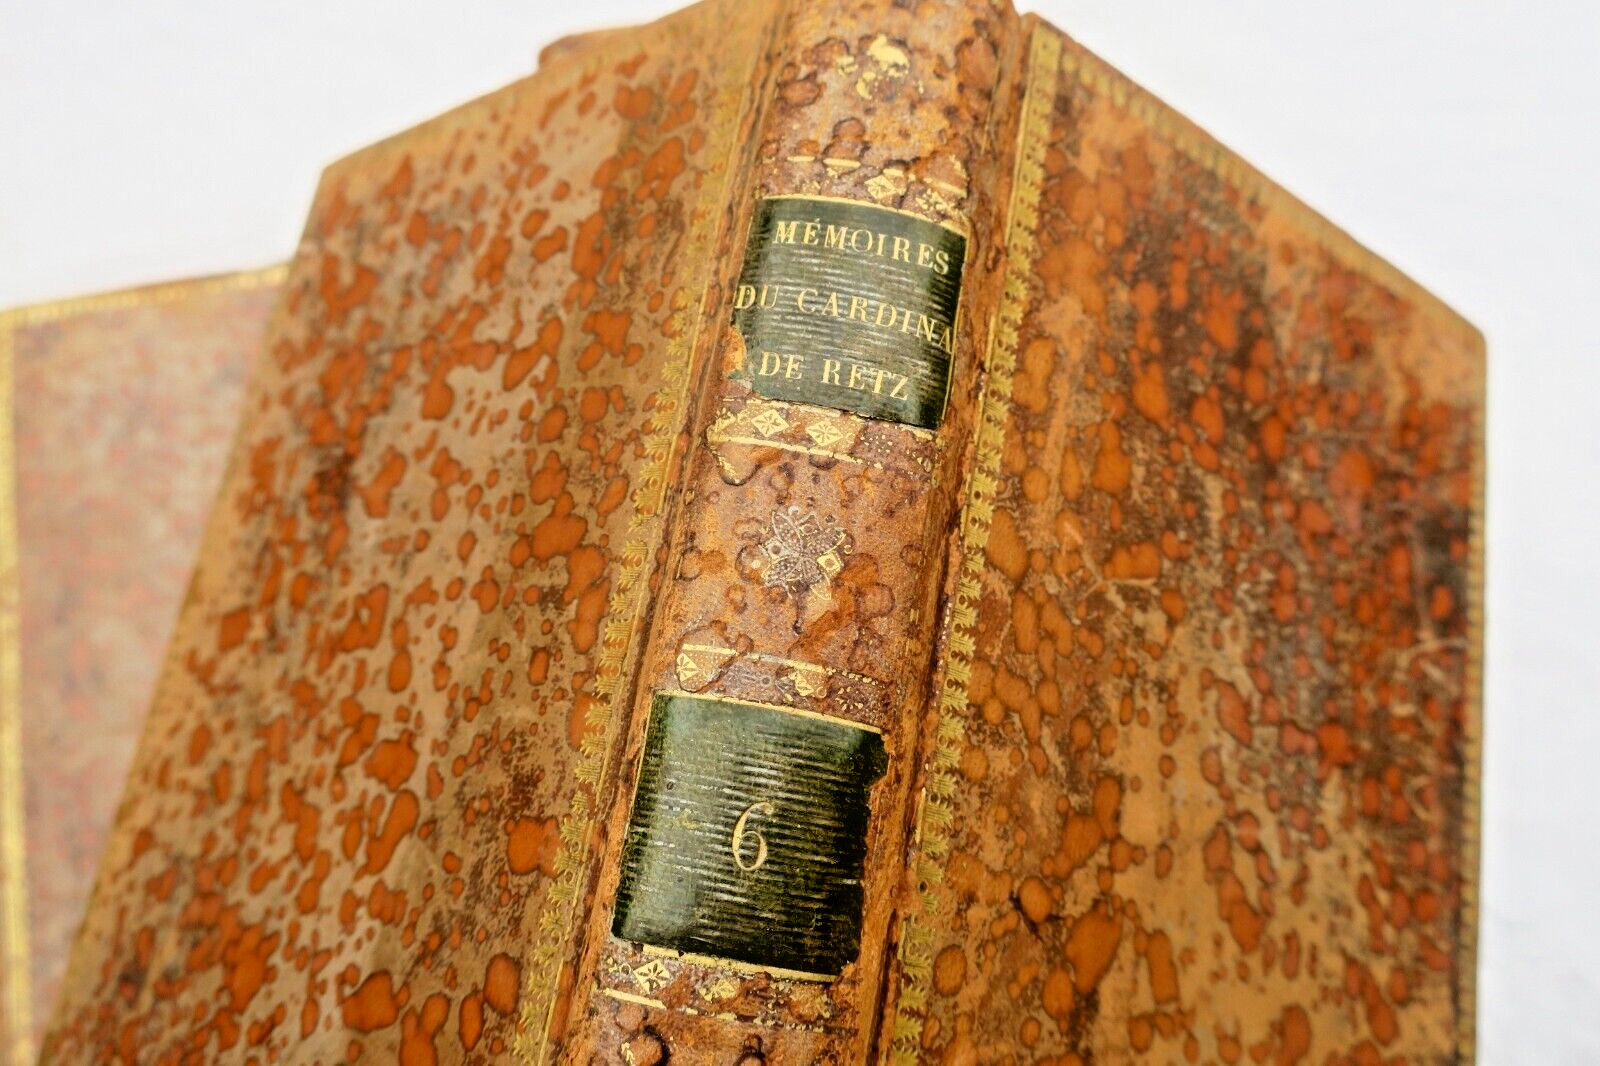 MÉMOIRES
DU CARDINA
DE RETZ
6